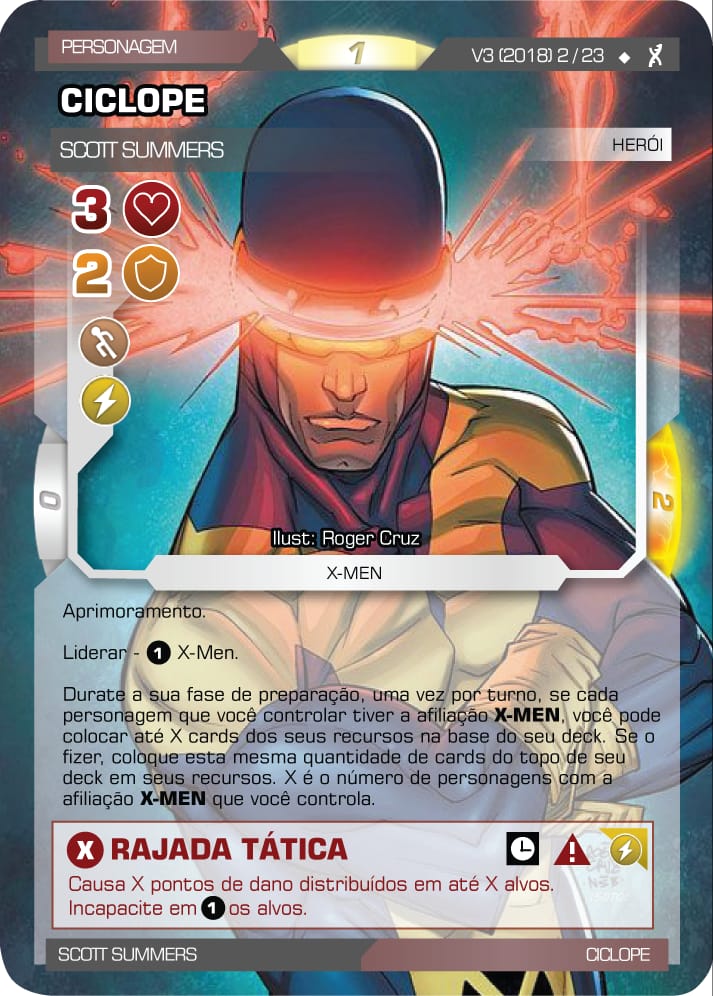 PERSONAGEM
1
V3 (2018) 2 / 23
CICLOPE
SCOTT SUMMERS
HERÓI
3
2
0
2
Ilust: Roger Cruz
X-MEN
Aprimoramento.
Liderar - 1 X-Men.
Durate a sua fase de preparação, uma vez por turno, se cada
personagem que você controlar tiver a afiliação X-MEN, você pode
colocar até X cards dos seus recursos na base do seu deck. Se o
fizer, coloque esta mesma quantidade de cards do topo de seu
deck em seus recursos. X é o número de personagens com a
afiliação X-MEN que você controla.
X RAJADA TÁTICA
Causa X pontos de dano distribuídos em até X alvos.
Incapacite em 1 os alvos.
SCOTT SUMMERS
CICLOPE